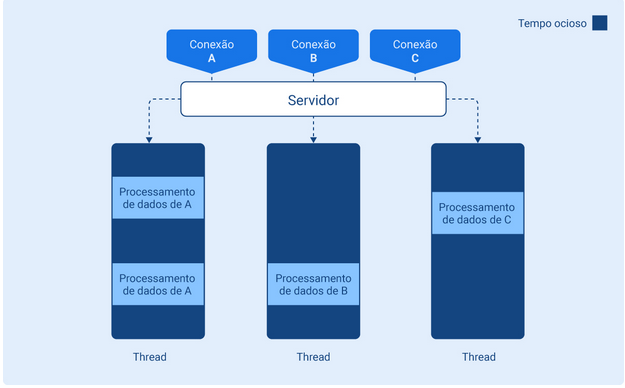 Tempo ocioso
Conexão
A
Conexão
B
Conexão
C
Servidor
Processamento
de dados de A
Processamento
de dados de C
Processamento
de dados de A
Processamento
de dados de B
Thread
Thread
Thread